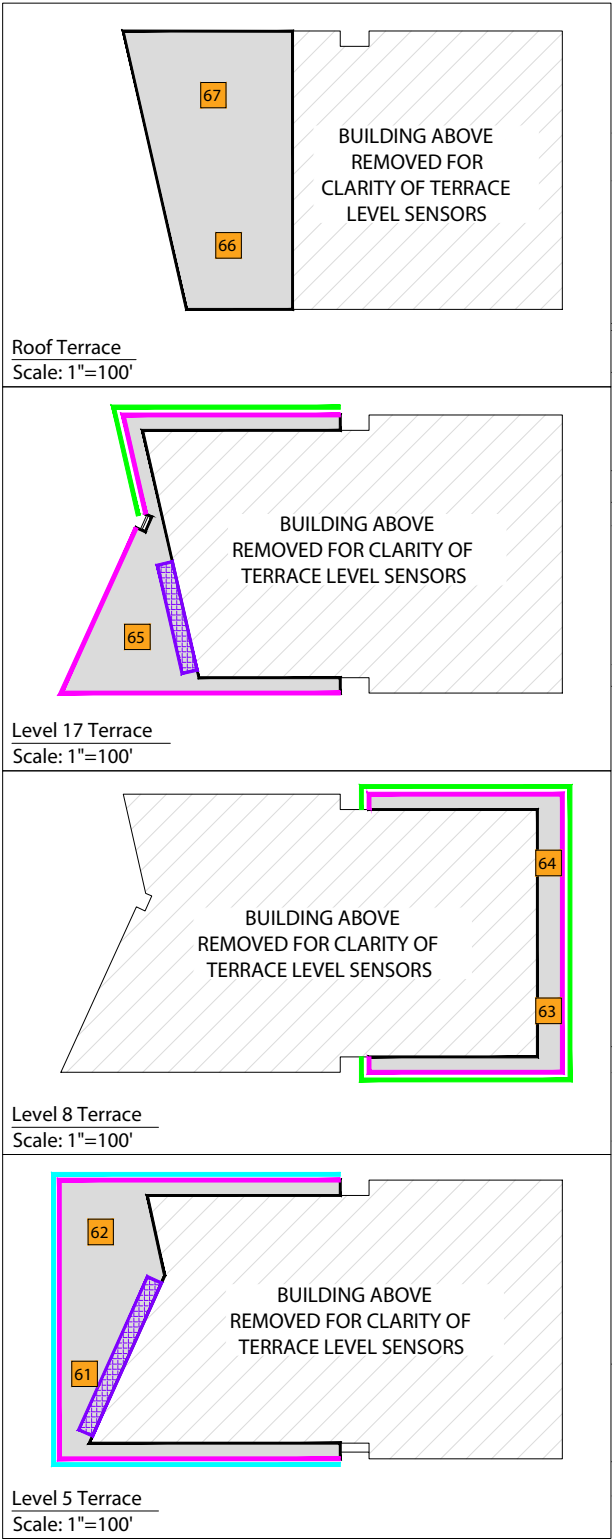 67
BUILDING ABOVE
REMOVED FOR
CLARITY OF TERRACE
LEVEL SENSORS
66
Roof Terrace
Scale: 1"=100'
BUILDING ABOVE
REMOVED FOR CLARITY OF
TERRACE LEVEL SENSORS
65
Level 17 Terrace
Scale: 1"=100'
64
BUILDING ABOVE
REMOVED FOR CLARITY OF
TERRACE LEVEL SENSORS
63
Level 8 Terrace
Scale: 1"=100'
62
BUILDING ABOVE
REMOVED FOR CLARITY OF
TERRACE LEVEL SENSORS
61
Level 5 Terrace
Scale: 1"=100'